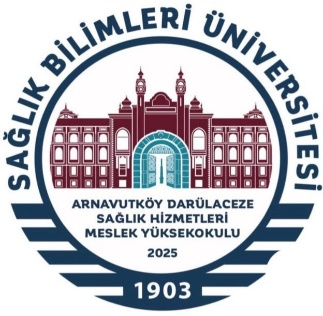 SAĞLIK BİLİMLERİ ÜNİVERSİTESİ
ARNAVUTKÖY DARÜLACEZE
SAĞLIK HİZMETLERİ
MESLEK YÜKSEKOKULU
2025
1903